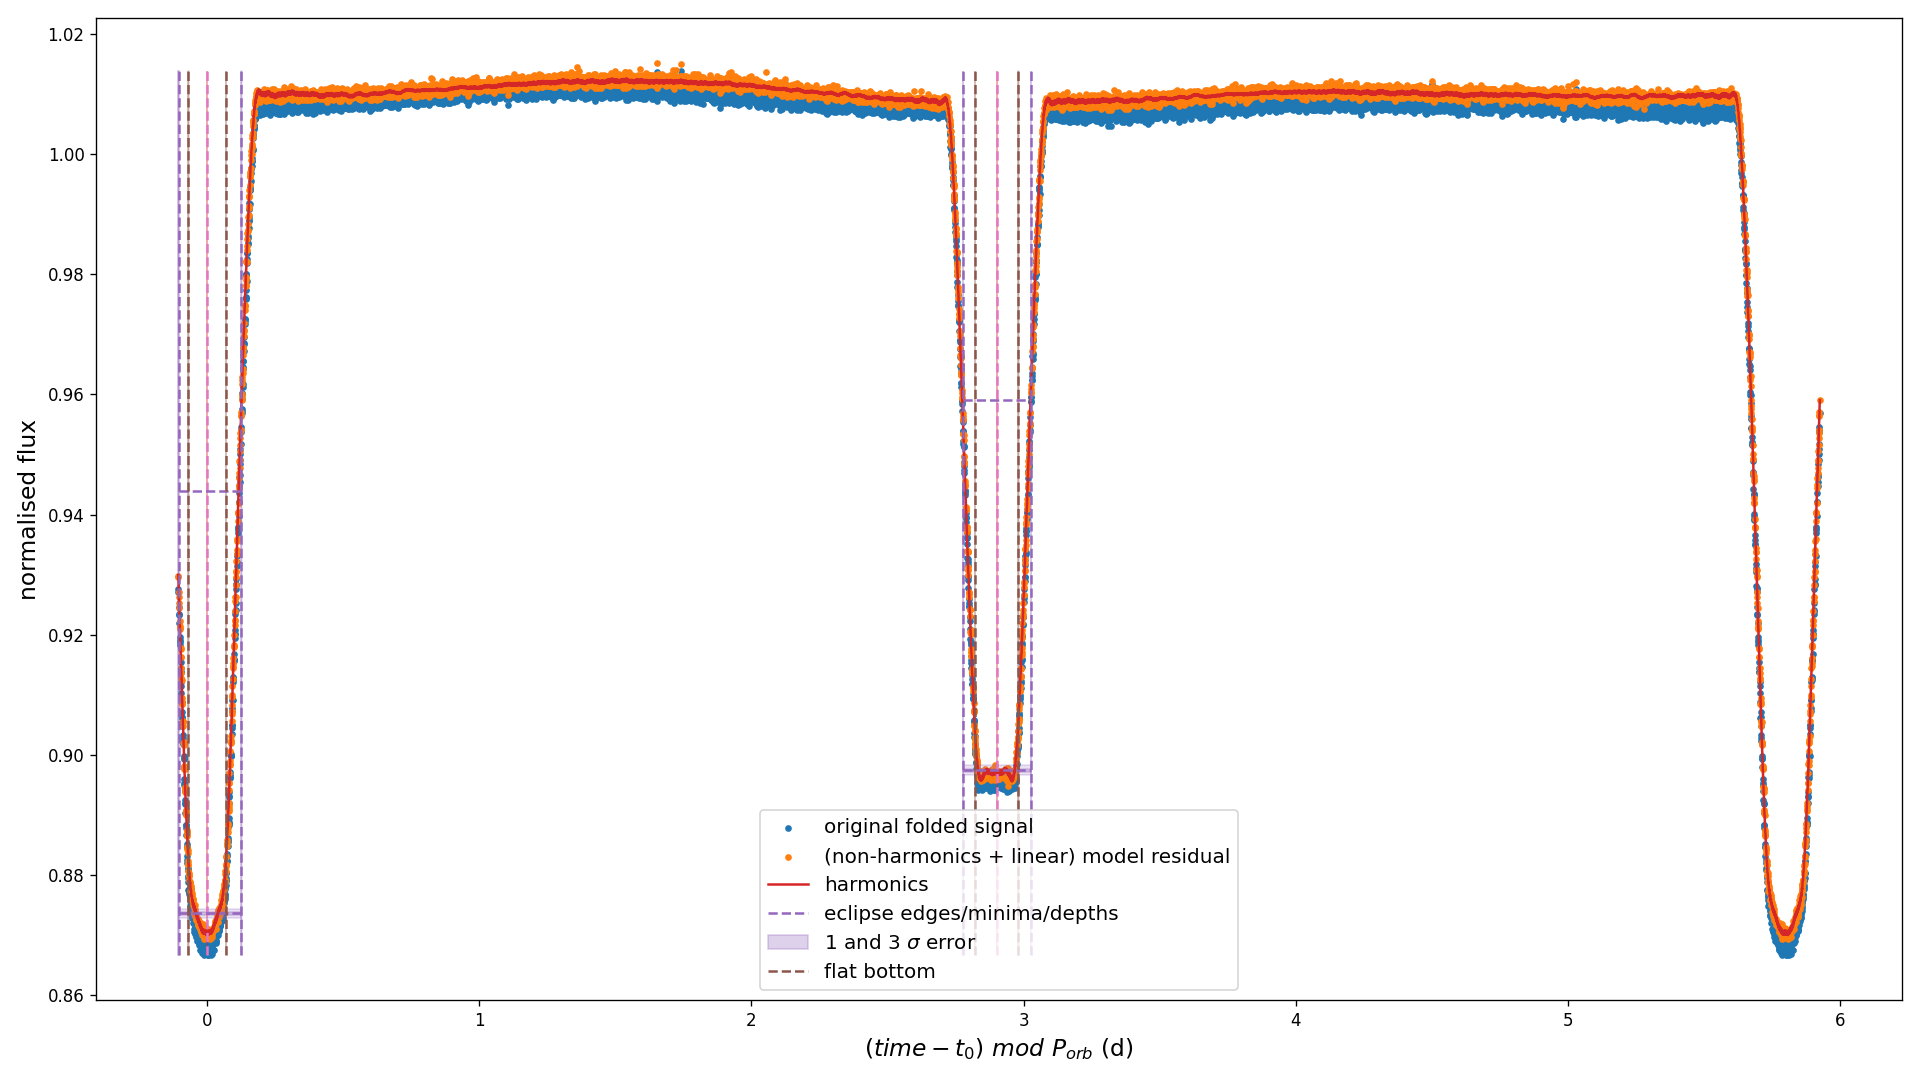 1.02
1.00
0.98
0.96
0.94
0.92
0.90
0.88
0.86
normalised flux
original folded signal
(non-harmonics + linear) model residual
harmonics
eclipse edges/minima/depths
1 and 3 σ error
flat bottom
0 1 2 3 4 5 6
(time − t₀) mod Pₒᵣb (d)